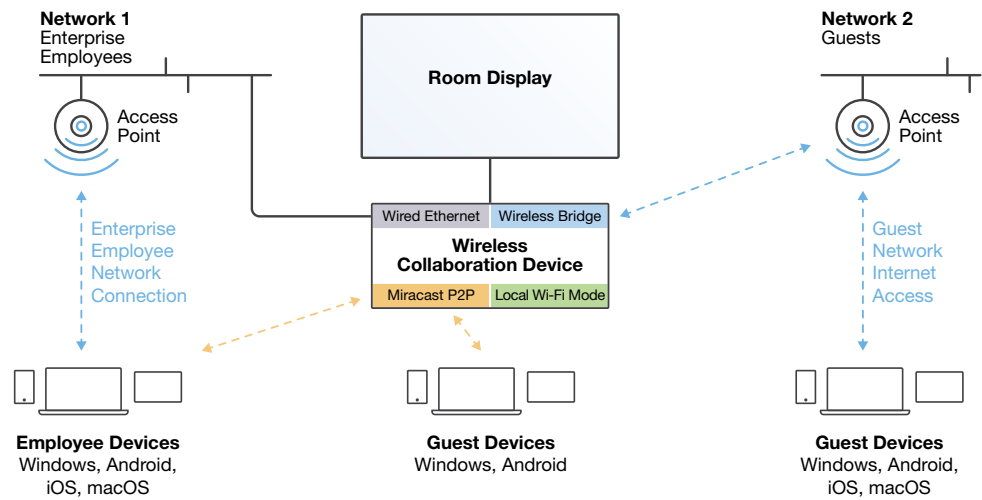 Network 1
Enterprise
Employees
Access
Point
Room Display
Network 2
Guests
Access
Point
Enterprise
Employee
Network
Connection
Wired Ethernet
Wireless Bridge
Wireless
Collaboration Device
Miracast P2P
Local Wi-Fi Mode
Guest
Network
Internet
Access
Employee Devices
Windows, Android,
iOS, macOS
Guest Devices
Windows, Android
Guest Devices
Windows, Android,
iOS, macOS